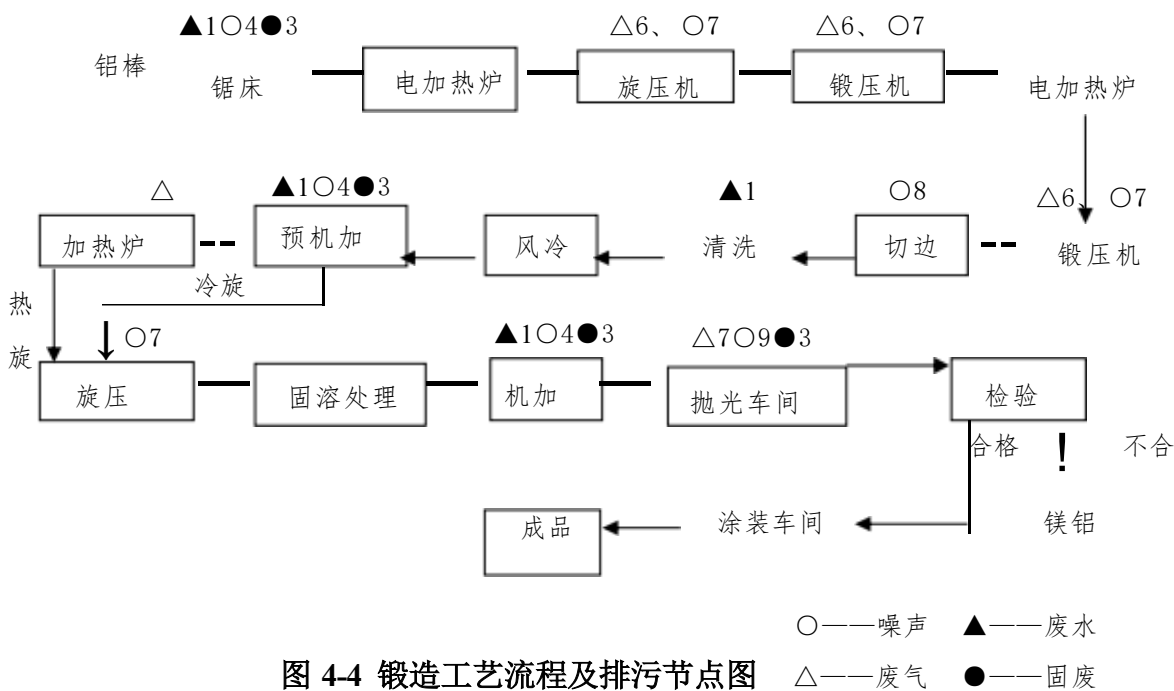 ▲1○4●3
△6、○7
△6、○7
铝棒
锯床
电加热炉
旋压机
锻压机
电加热炉
△
▲1○4●3
▲1
○8
△6、○7
加热炉
预机加
风冷
清洗
切边
锻压机
热旋
冷旋
○7
▲1○4●3
△7○9●3
旋压
固溶处理
机加
抛光车间
检验
合格
!
不合
成品
涂装车间
镁铝
○——噪声 ▲——废水
图 4-4 锻造工艺流程及排污节点图
△——废气 ●——固废